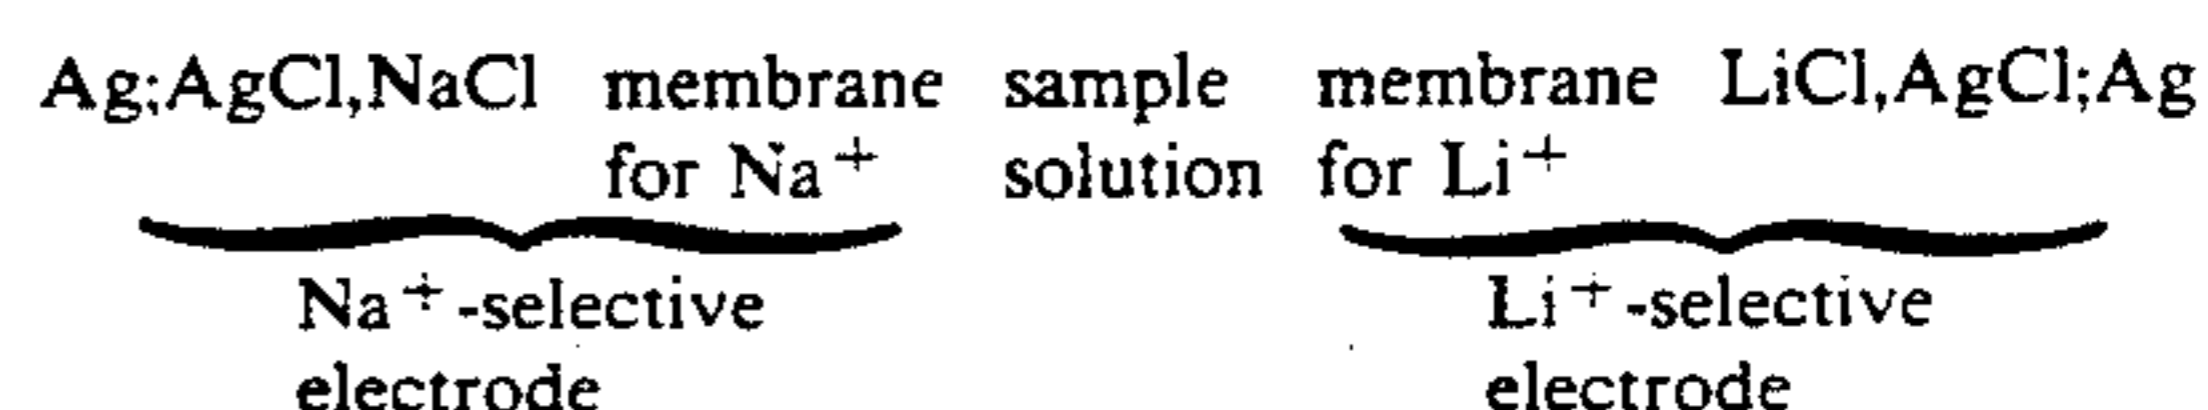 Ag;AgCl,NaCl membrane sample membrane LiCl,AgCl;Ag
for Na+ solution for Li+
Na+-selective Li+-selective
electrode electrode